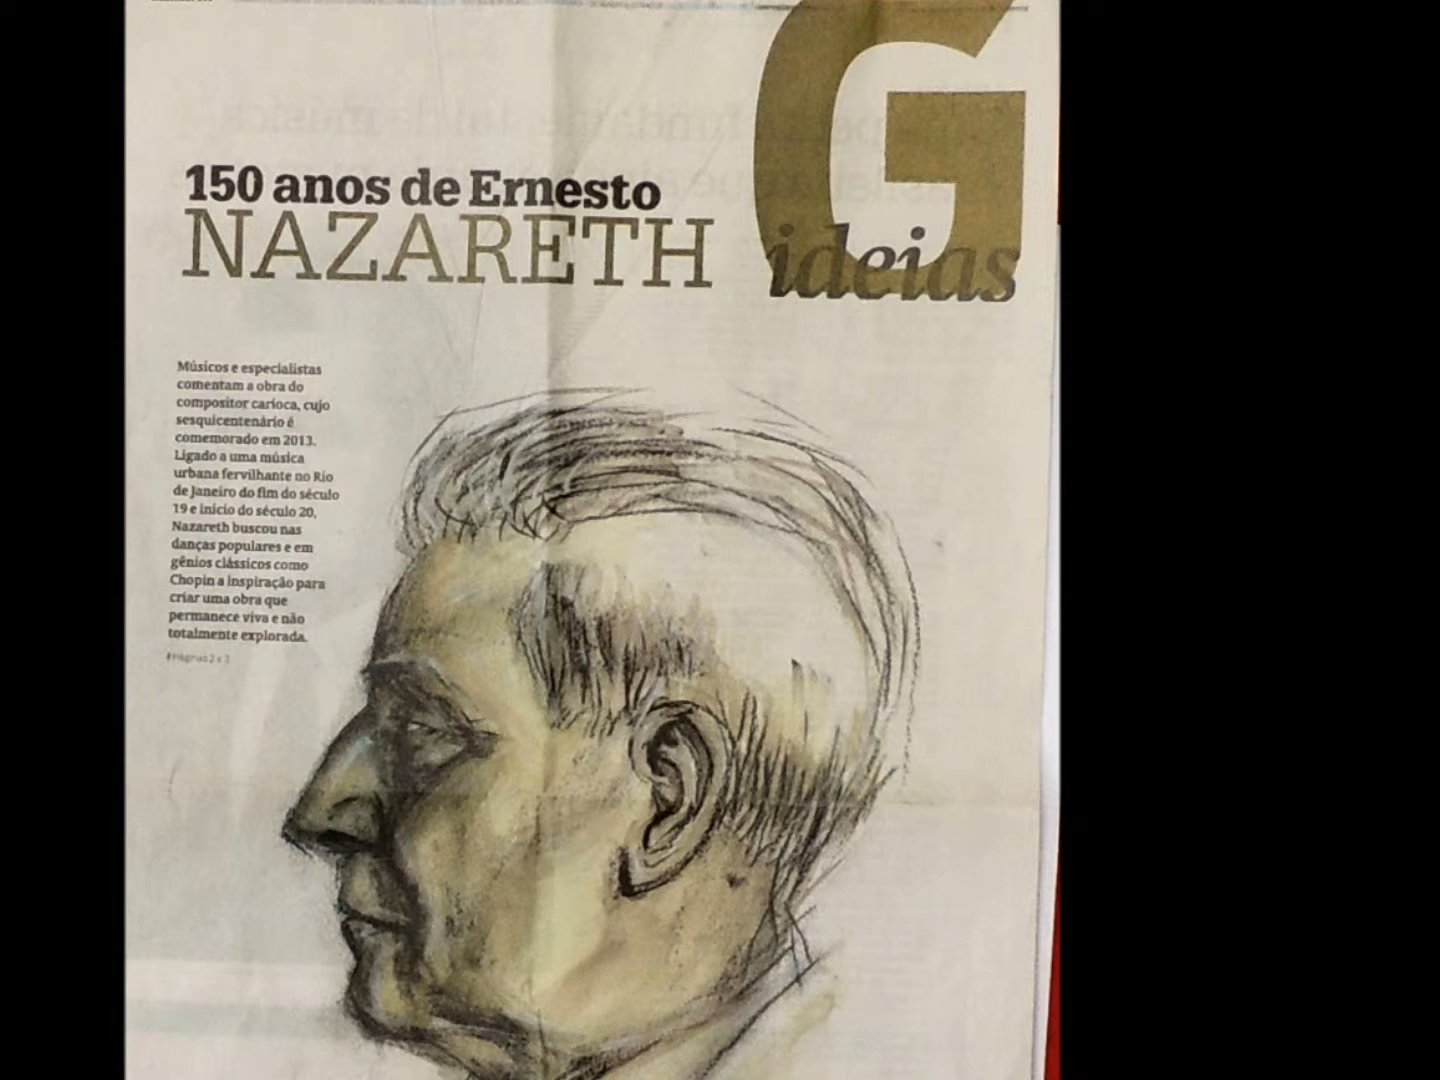 150 anos de Ernesto
NAZARETH
G
ideias
Músicos e especialistas
comentam a obra do
compositor carioca, cujo
sesquicentenário é
comemorado em 2013.
Ligado a uma música
urbana fervilhante no Rio
de Janeiro do fim do século
19 e início do século 20,
Nazareth buscou nas
danças populares e em
gênios clássicos como
Chopin a inspiração para
criar uma obra que
permanece viva e não
totalmente explorada.